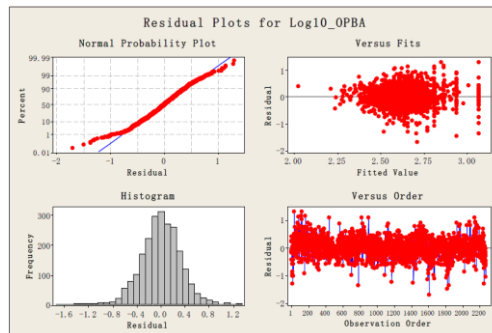 Residual Plots for Log10_OPBA
Normal Probability Plot
Versus Fits
Percent
99.99
99
90
50
10
1
0.01
-2
-1
0
1
Residual
Residual
1
0
-1
-2
2.00
2.25
2.50
2.75
3.00
Fitted Value
Histogram
Versus Order
Frequency
300
200
100
0
-1.6 -1.2 -0.8 -0.4 0.0 0.4 0.8 1.2
Residual
Residual
1
0
-1
-2
1 200 400 600 800 1000 1200 1400 1600 1800 2000 2200
Observation Order